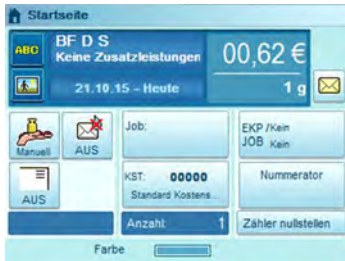 Startseite
ABC
BF D S
Keine Zusatzleistungen
00,62 €
21.10.15 – Heute
1 g
Manuell
AUS
Job:
EKP /Kein
JOB Kein
AUS
KST: 00000
Standard Kostens...
Nummerator
Anzahl: 1
Zähler nullstellen
Farbe